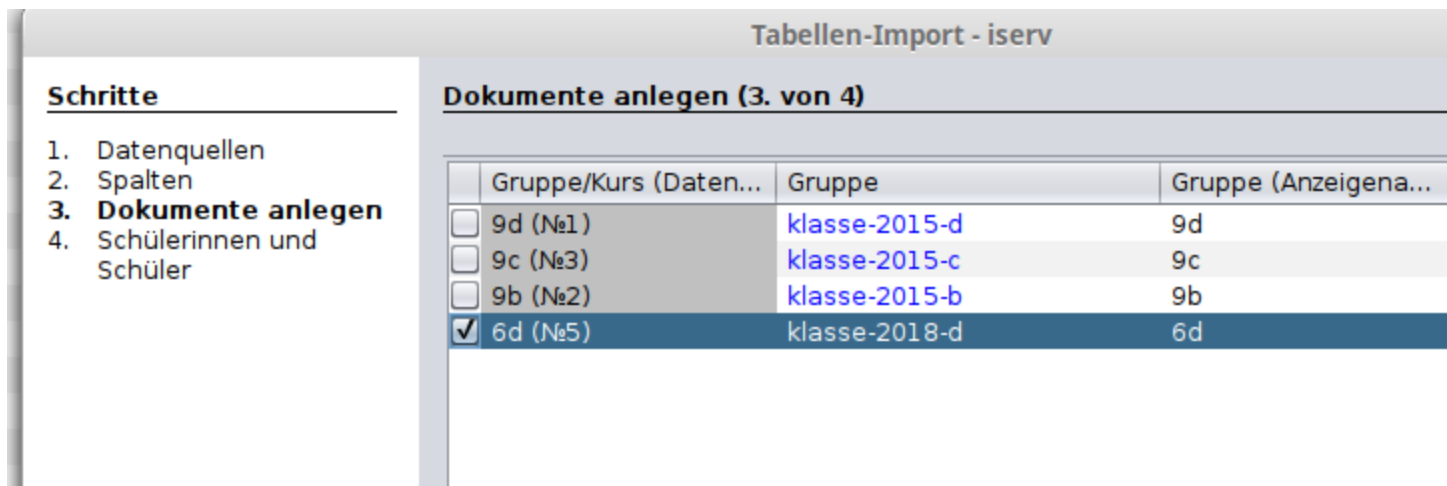 Tabellen-Import - iserv
Schritte
1. Datenquellen
2. Spalten
3. Dokumente anlegen
4. Schülerinnen und
Schüler
Dokumente anlegen (3. von 4)
Gruppe/Kurs (Daten... Gruppe Gruppe (Anzeigena...
9d (№1) klasse-2015-d 9d
9c (№3) klasse-2015-c 9c
9b (№2) klasse-2015-b 9b
6d (№5) klasse-2018-d 6d